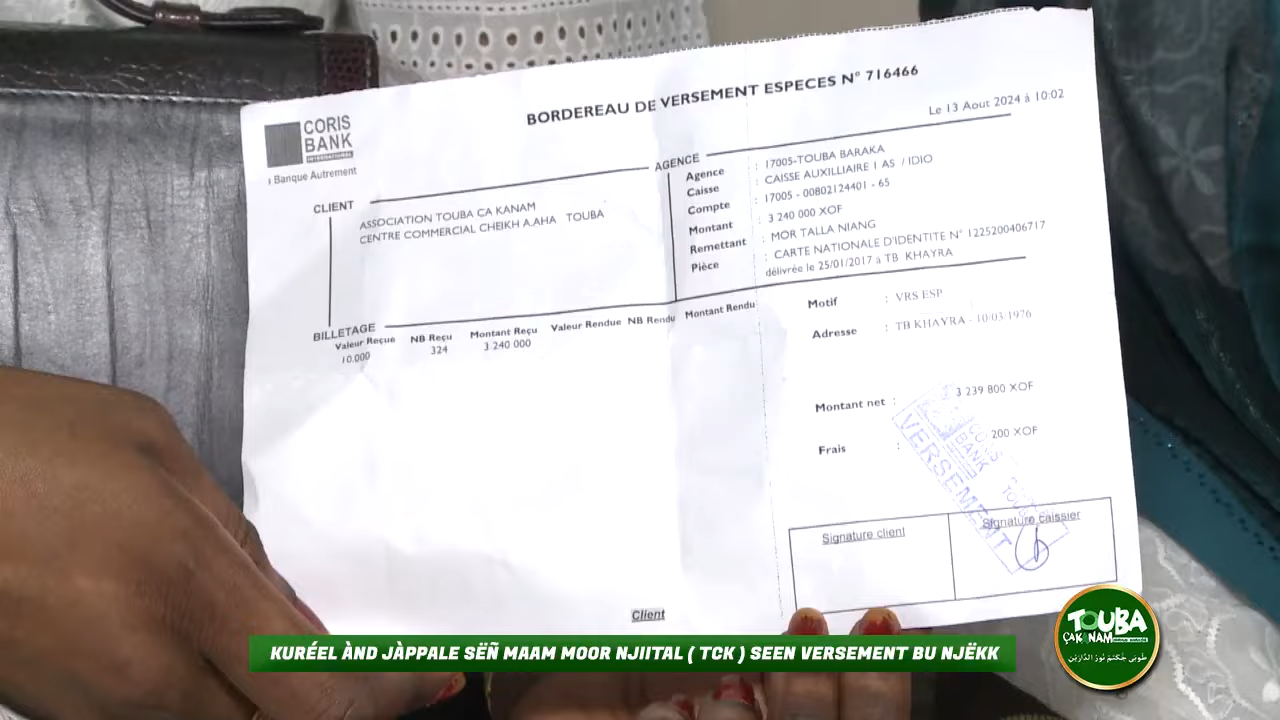 BORDEREAU DE VERSEMENT ESPECES N° 716466
Le 13 Aout 2024 à 10:02
CORIS
BANK
INTERNATIONAL
Banque Autrement
CLIENT
ASSOCIATION TOUBA CA KANAM
CENTRE COMMERCIAL CHEIKH A.AHA TOUBA
AGENCE
Agence : 17005-TOUBA BARAKA
Caisse : CAISSE AUXILLIAIRE 1 AS / IDIO
Compte : 17005 - 00802124401 - 65
Montant : 3 240 000 XOF
Remettant : MOR TALLA NIANG
Pièce : CARTE NATIONALE D'IDENTITE N° 1225200406717
délivrée le 25/01/2017 à TB KHAYRA
BILLETAGE
Valeur Reçue NB Reçu Montant Reçu Valeur Rendue NB Rendu Montant Rendu
10.000 324 3 240 000
Motif : VRS ESP
Adresse : TB KHAYRA - 10/03/1976
Montant net : 3 239 800 XOF
Frais : 200 XOF
CORIS
BANK
VERSEMENT
Signature client
Signature caissier
Client
KURÉEL ÀND JÀPPALE SËÑ MAAM MOOR NJIITAL ( TCK ) SEEN VERSEMENT BU NJËKK
TOUBA
ÇA KANAM